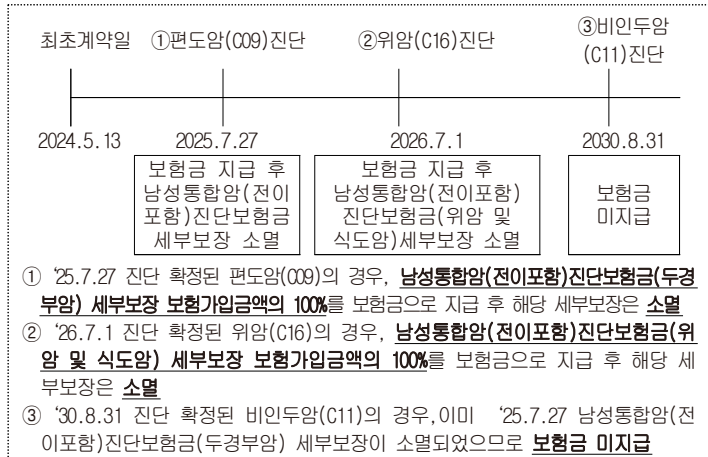 최초계약일 ①편도암(C09)진단 ②위암(C16)진단 ③비인두암
(C11)진단
2024.5.13 2025.7.27 2026.7.1 2030.8.31
보험금 지급 후
남성통합암(전이
포함)진단보험금
세부보장 소멸
보험금 지급 후
남성통합암(전이포함)
진단보험금(위암 및
식도암)세부보장 소멸
보험금
미지급
① ‘25.7.27 진단 확정된 편도암(C09)의 경우, 남성통합암(전이포함)진단보험금(두경
부암) 세부보장 보험가입금액의 100%를 보험금으로 지급 후 해당 세부보장은 소멸
② ‘26.7.1 진단 확정된 위암(C16)의 경우, 남성통합암(전이포함)진단보험금(위
암 및 식도암) 세부보장 보험가입금액의 100%를 보험금으로 지급 후 해당 세
부보장은 소멸
③ ‘30.8.31 진단 확정된 비인두암(C11)의 경우,이미 ‘25.7.27 남성통합암(전
이포함)진단보험금(두경부암) 세부보장이 소멸되었으므로 보험금 미지급